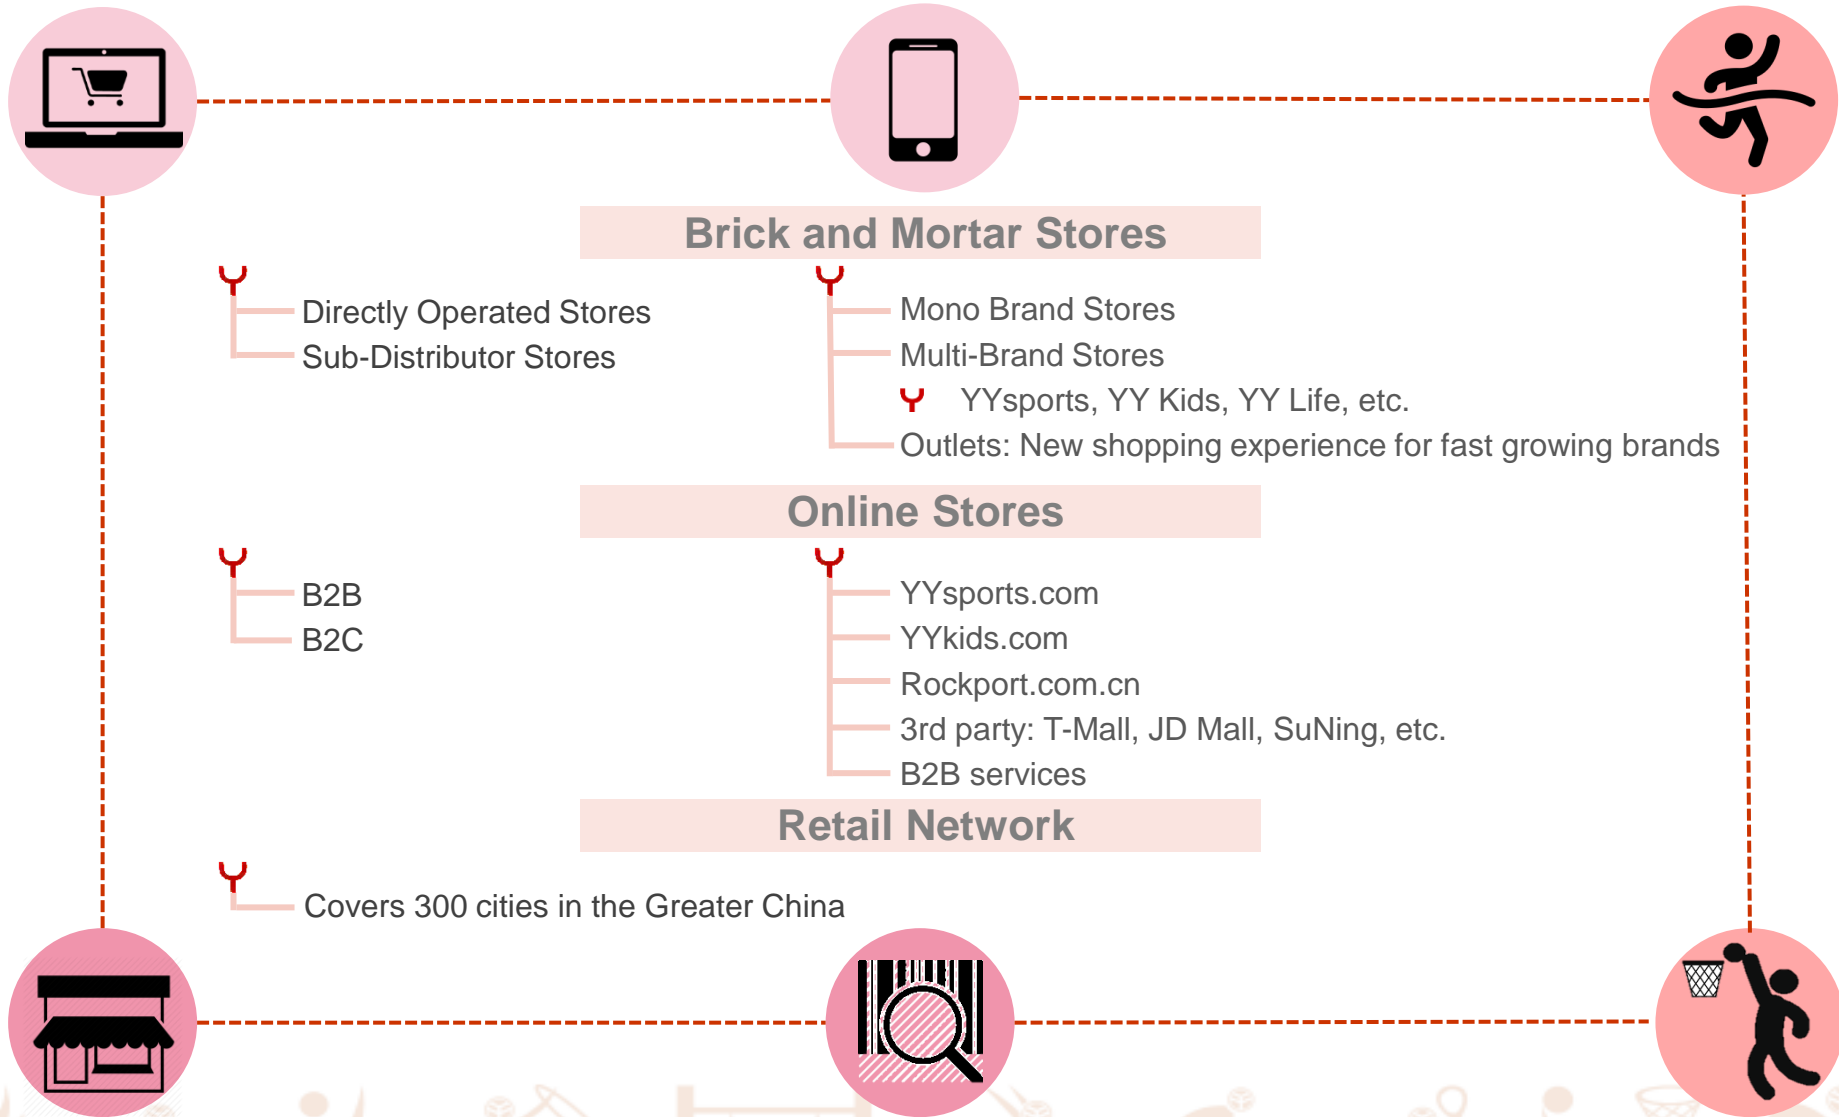 Brick and Mortar Stores
Directly Operated Stores
Sub-Distributor Stores
Mono Brand Stores
Multi-Brand Stores
YYsports, YY Kids, YY Life, etc.
Outlets: New shopping experience for fast growing brands
Online Stores
B2B
B2C
YYsports.com
YYkids.com
Rockport.com.cn
3rd party: T-Mall, JD Mall, SuNing, etc.
B2B services
Retail Network
Covers 300 cities in the Greater China